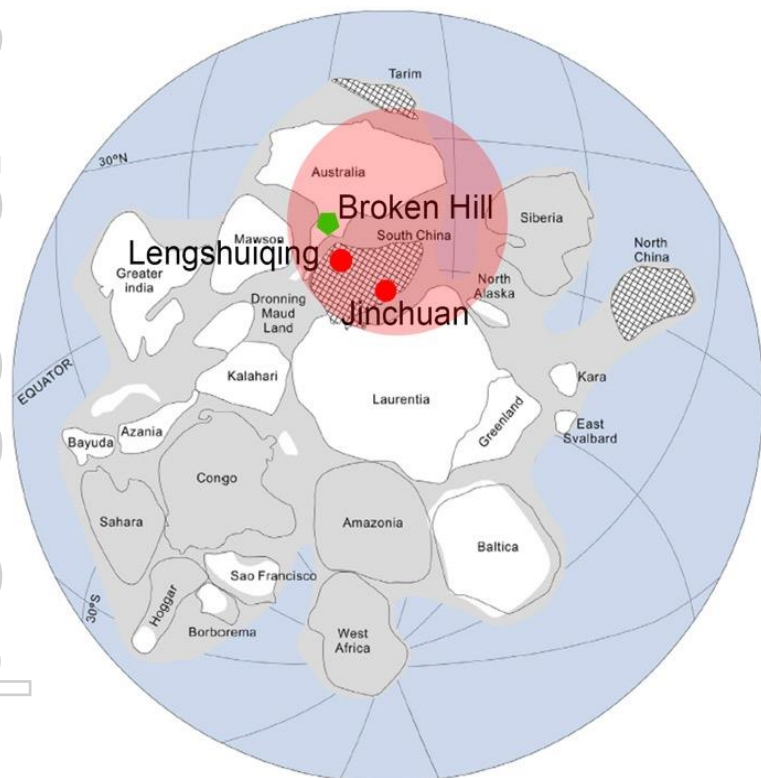 Tarim
30°N
Australia
Broken Hill
Siberia
South China
Mawson
Lengshuiqing
North
China
Greater
india
North
Alaska
Dronning
Maud
Land
Jinchuan
EQUATOR
Kalahari
Laurentia
Kara
Greenland
East
Svalbard
Azania
Bayuda
Congo
Sahara
Amazonia
Baltica
Sao Francisco
30°S
Hoggar
Borborema
West
Africa